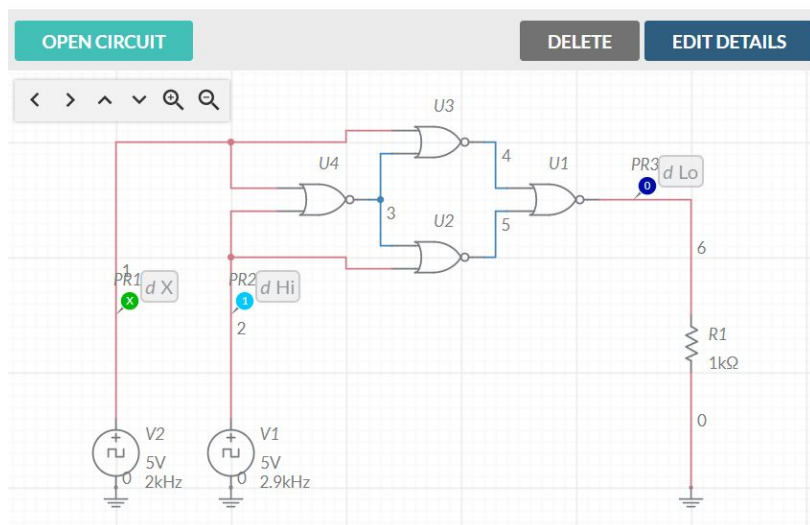 OPEN CIRCUIT
DELETE
EDIT DETAILS
U3
U4
4
U1
PR3
d Lo
0
3
U2
5
6
1
PR1
d X
X
PR2
d Hi
1
2
R1
1kΩ
0
V2
5V
0
2kHz
V1
5V
0
2.9kHz